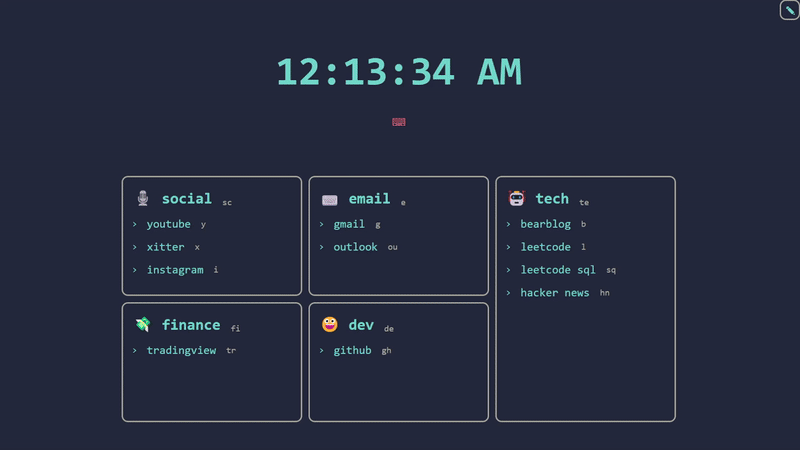 12:13:34 AM
social sc
youtube y
xitter x
instagram i
email e
gmail g
outlook ou
tech te
bearblog b
leetcode l
leetcode sql sq
hacker news hn
finance fi
tradingview tr
dev de
github gh